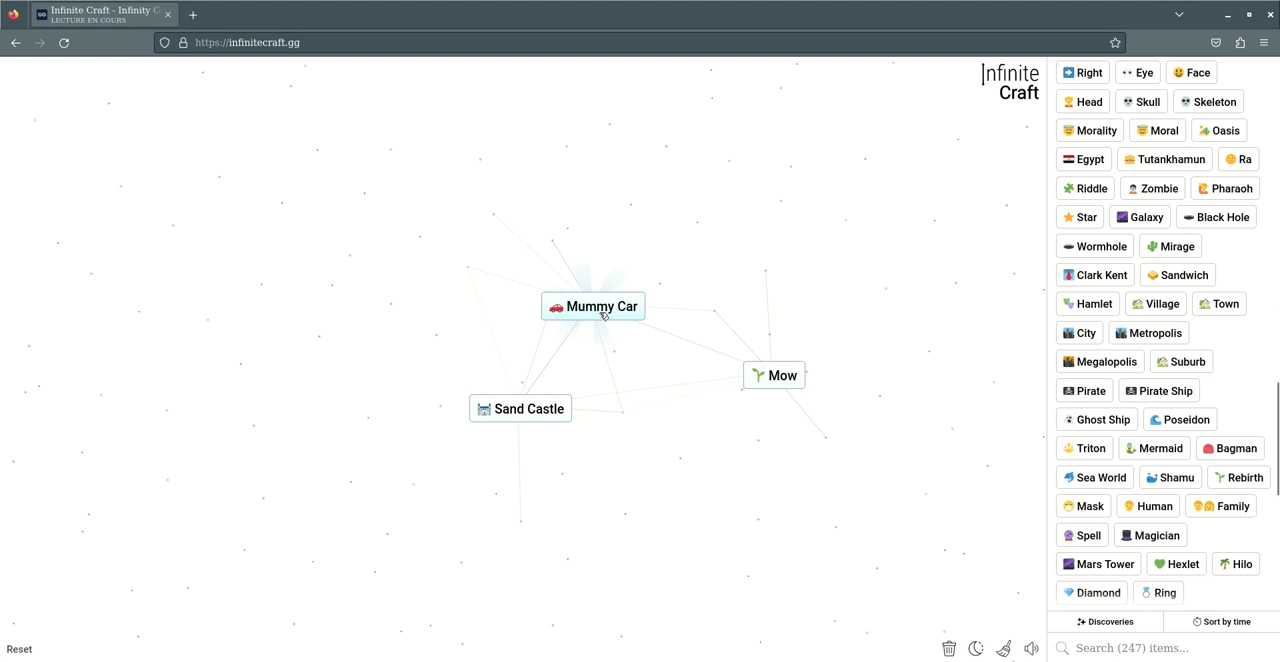 Infinite Craft - Infinity C
LECTURE EN COURS
https://infinitecraft.gg
Infinite
Craft
Mummy Car
Mow
Sand Castle
Reset
Right Eye Face
Head Skull Skeleton
Morality Moral Oasis
Egypt Tutankhamun Ra
Riddle Zombie Pharaoh
Star Galaxy Black Hole
Wormhole Mirage
Clark Kent Sandwich
Hamlet Village Town
City Metropolis
Megalopolis Suburb
Pirate Pirate Ship
Ghost Ship Poseidon
Triton Mermaid Bagman
Sea World Shamu Rebirth
Mask Human Family
Spell Magician
Mars Tower Hexlet Hilo
Diamond Ring
Discoveries Sort by time
Search (247) items...